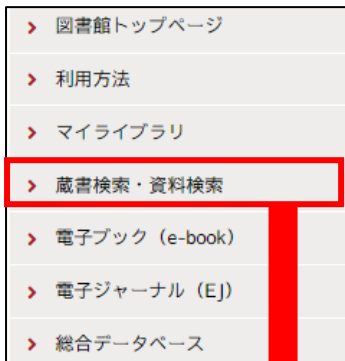 図書館トップページ
利用方法
マイライブラリ
蔵書検索・資料検索
電子ブック（e-book）
電子ジャーナル（EJ）
総合データベース